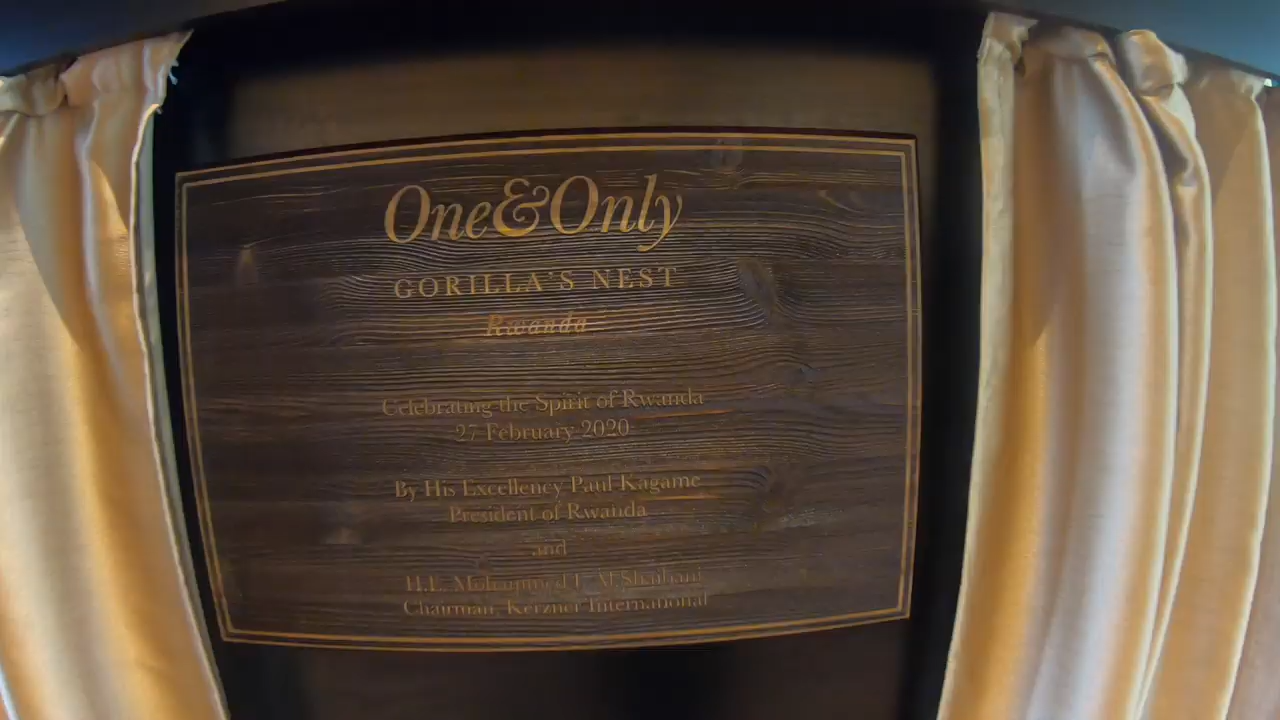 One&Only
GORILLA'S NEST
Rwanda
Celebrating the Spirit of Rwanda
27 February 2020
By His Excellency Paul Kagame
President of Rwanda
and
H.E. Mohammed
Chairman, Kerzner International